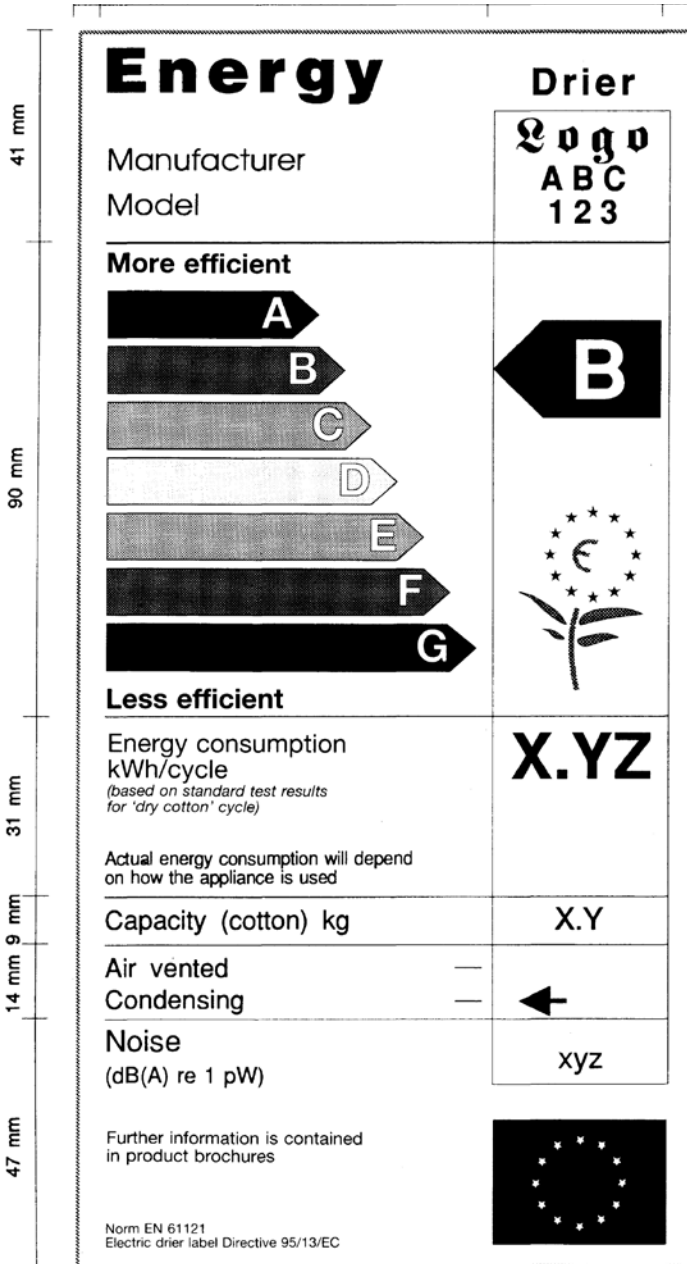 Energy
Drier
Logo
Manufacturer
A B C
Model
1 2 3
More efficient
A
B
B
C
D
E
F
G
Less efficient
Energy consumption
X.YZ
kWh/cycle
(based on standard test results
for ‘dry cotton’ cycle)
Actual energy consumption will depend
on how the appliance is used
Capacity (cotton) kg
X.Y
Air vented —
Condensing —
Noise
xyz
(dB(A) re 1 pW)
Further information is contained
in product brochures
Norm EN 61121
Electric drier label Directive 95/13/EC
41 mm
90 mm
31 mm
9 mm
14 mm
47 mm